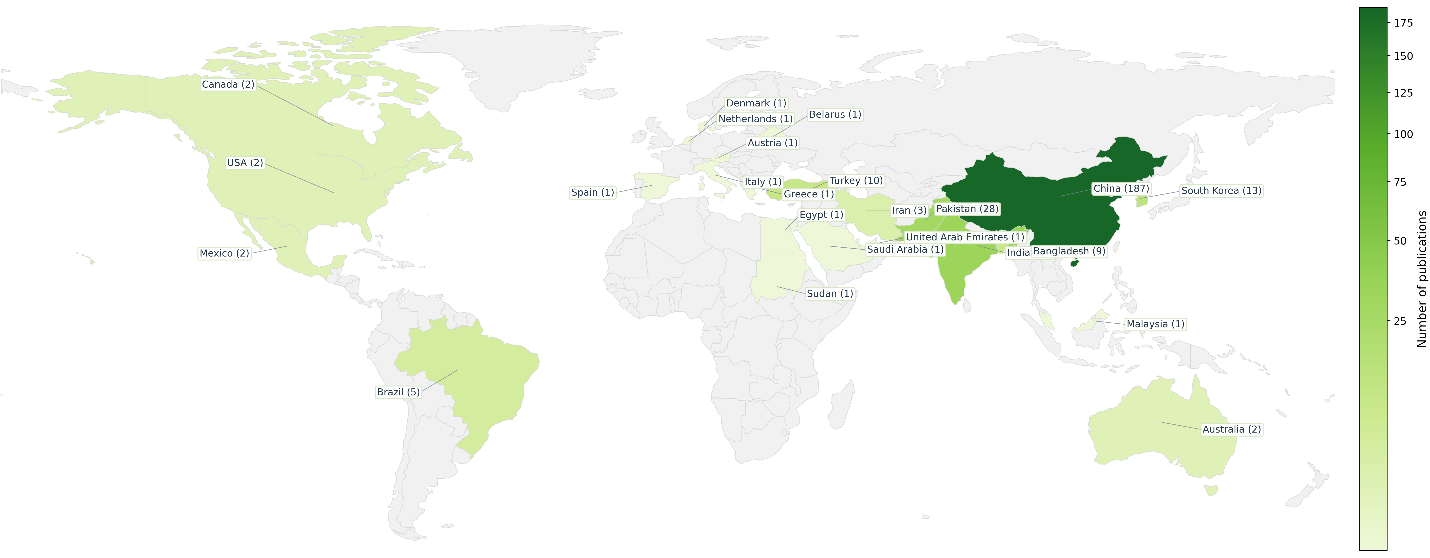 175
Canada (2)
150
125
Denmark (1)
Netherlands (1)
Belarus (1)
100
Austria (1)
USA (2)
75
Italy (1)
Turkey (10)
Spain (1)
Greece (1)
China (187)
South Korea (13)
Iran (3)
Pakistan (28)
Egypt (1)
United Arab Emirates (1)
50
Mexico (2)
Saudi Arabia (1)
India
Bangladesh (9)
Sudan (1)
Number of publications
25
Malaysia (1)
Brazil (5)
Australia (2)